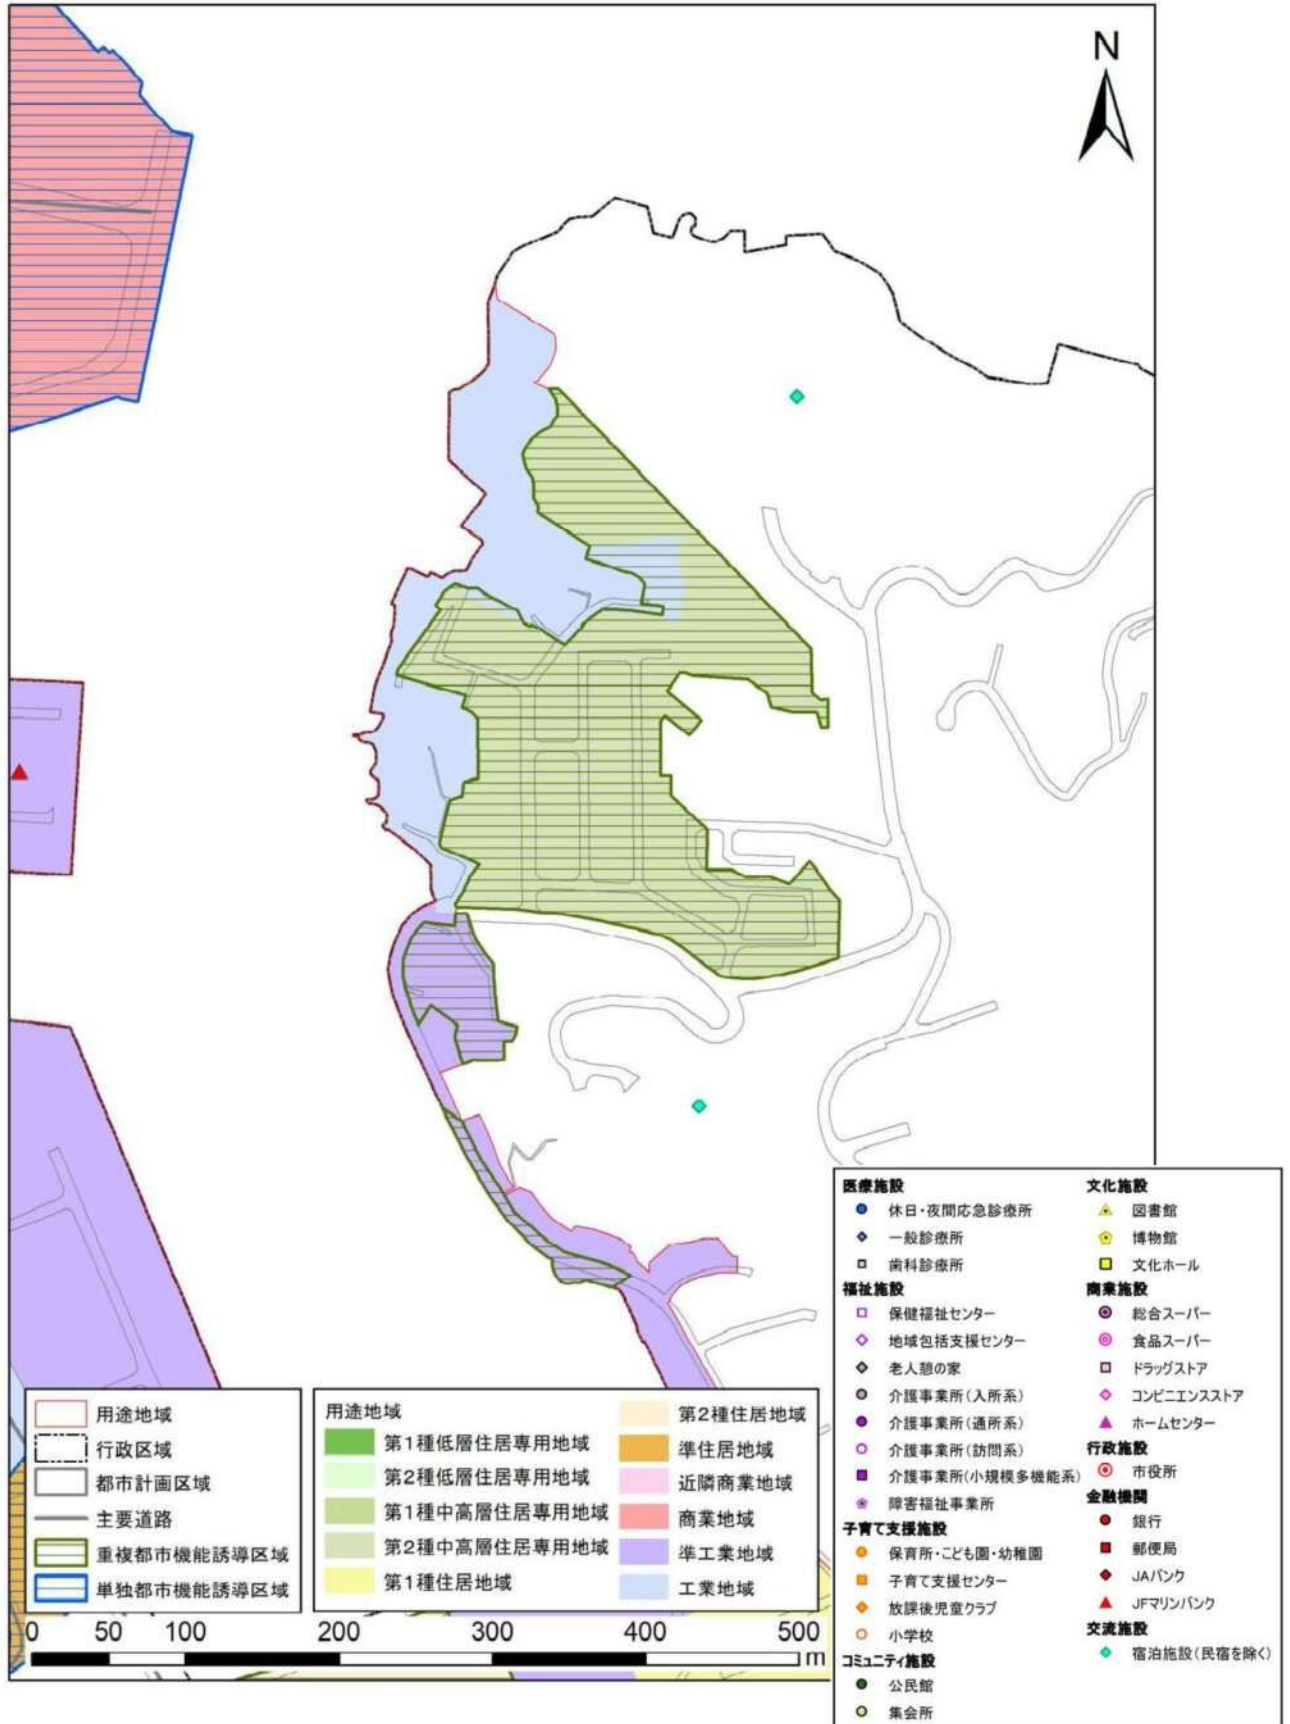 N
用途地域
行政区域
都市計画区域
主要道路
重複都市機能誘導区域
単独都市機能誘導区域
用途地域
第1種低層住居専用地域
第2種低層住居専用地域
第1種中高層住居専用地域
第2種中高層住居専用地域
第1種住居地域
第2種住居地域
準住居地域
近隣商業地域
商業地域
準工業地域
工業地域
0 50 100 200 300 400 500
m
医療施設
休日・夜間応急診療所
一般診療所
歯科診療所
福祉施設
保健福祉センター
地域包括支援センター
老人憩の家
介護事業所(入所系)
介護事業所(通所系)
介護事業所(訪問系)
介護事業所(小規模多機能系)
障害福祉事業所
子育て支援施設
保育所・こども園・幼稚園
子育て支援センター
放課後児童クラブ
小学校
コミュニティ施設
公民館
集会所
文化施設
図書館
博物館
文化ホール
商業施設
総合スーパー
食品スーパー
ドラッグストア
コンビニエンスストア
ホームセンター
行政施設
市役所
金融機関
銀行
郵便局
JAバンク
JFマリンバンク
交流施設
宿泊施設(民宿を除く)